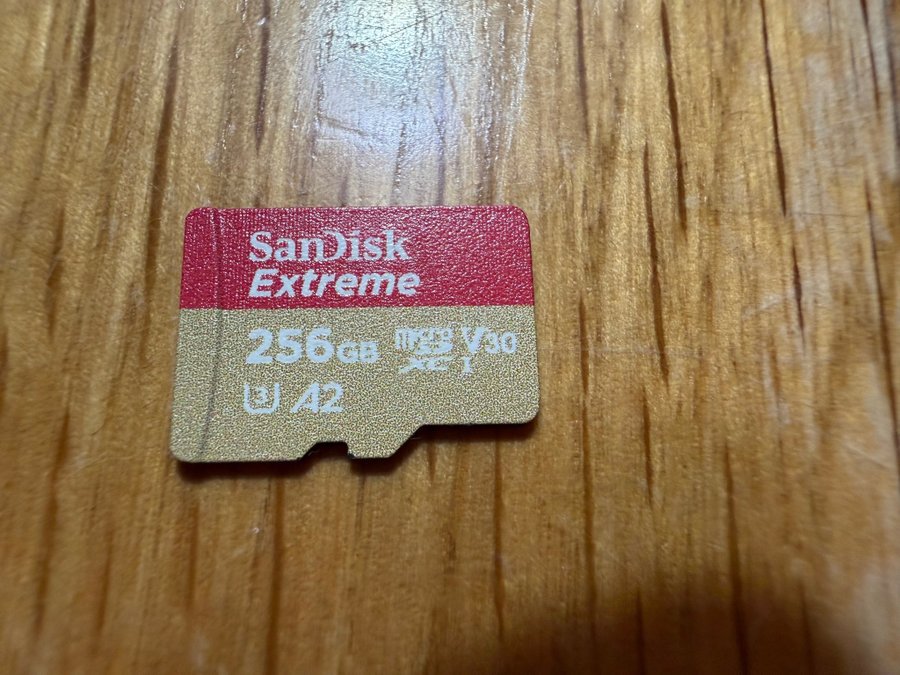 SanDisk
Extreme
256GB micro SD XC I V30
U3 A2